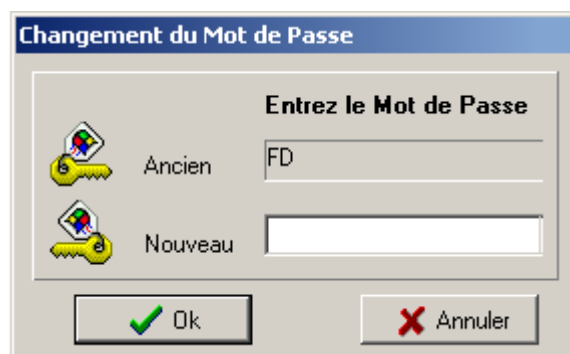 Changement du Mot de Passe
Entrez le Mot de Passe
Ancien FD
Nouveau
Ok Annuler